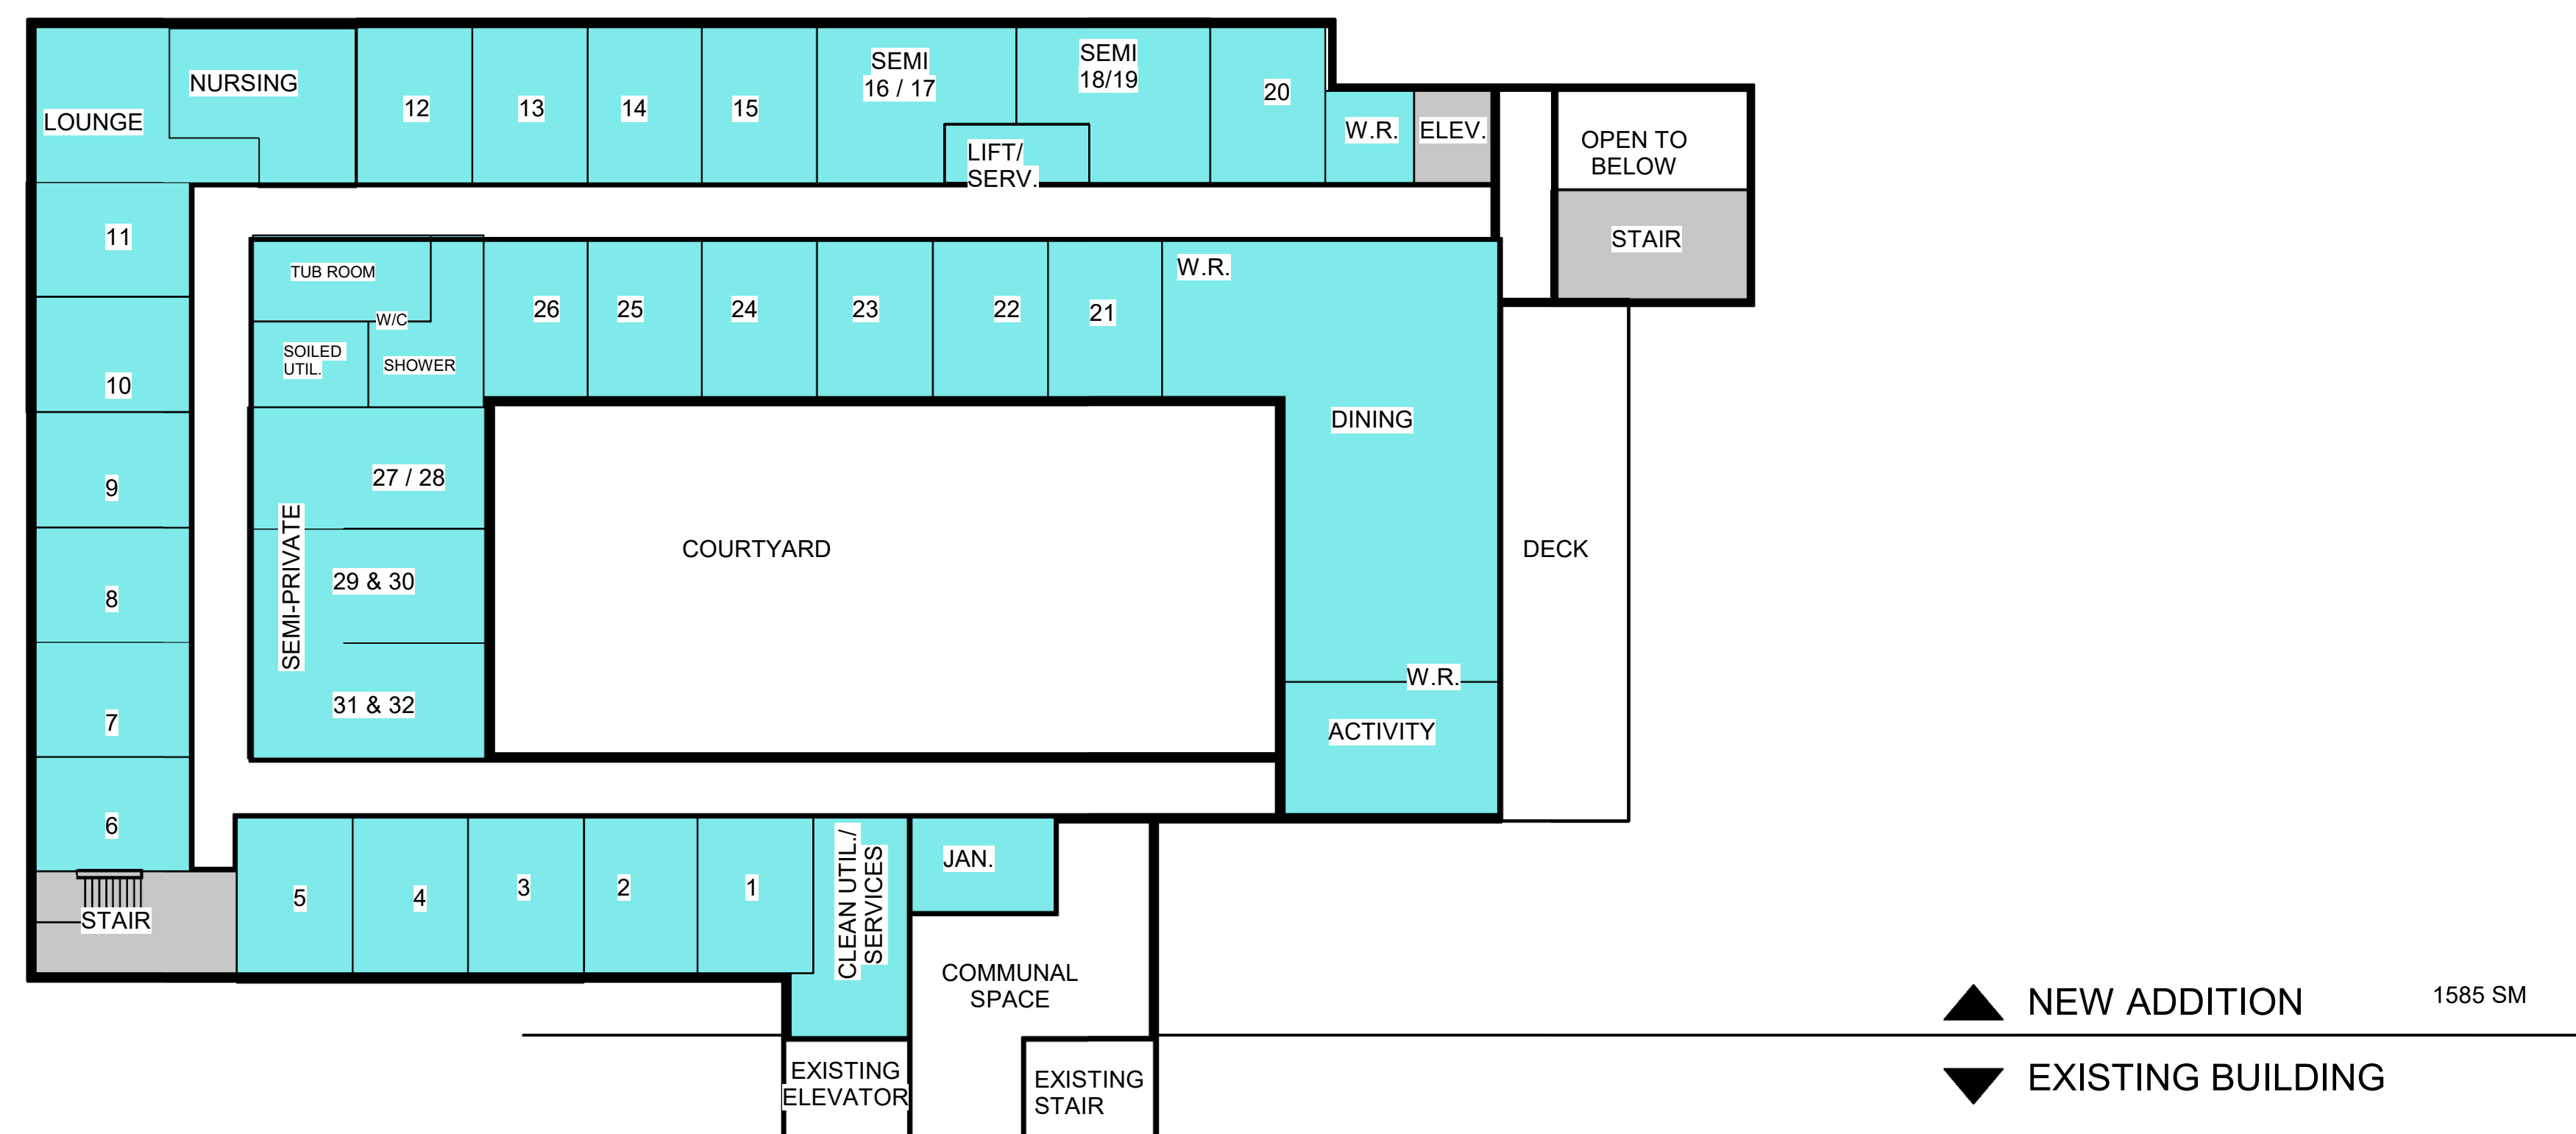 NURSING
LOUNGE
12
13
14
15
SEMI
16 / 17
SEMI
18/19
20
LIFT/
SERV.
W.R.
ELEV.
OPEN TO
BELOW
STAIR
11
10
9
8
7
6
TUB ROOM
W/C
SOILED
UTIL.
SHOWER
26
25
24
23
22
21
W.R.
DINING
27 / 28
SEMI-PRIVATE
29 & 30
31 & 32
COURTYARD
DECK
W.R.
ACTIVITY
STAIR
5
4
3
2
1
CLEAN UTIL./
SERVICES
JAN.
COMMUNAL
SPACE
EXISTING
ELEVATOR
EXISTING
STAIR
NEW ADDITION
1585 SM
EXISTING BUILDING